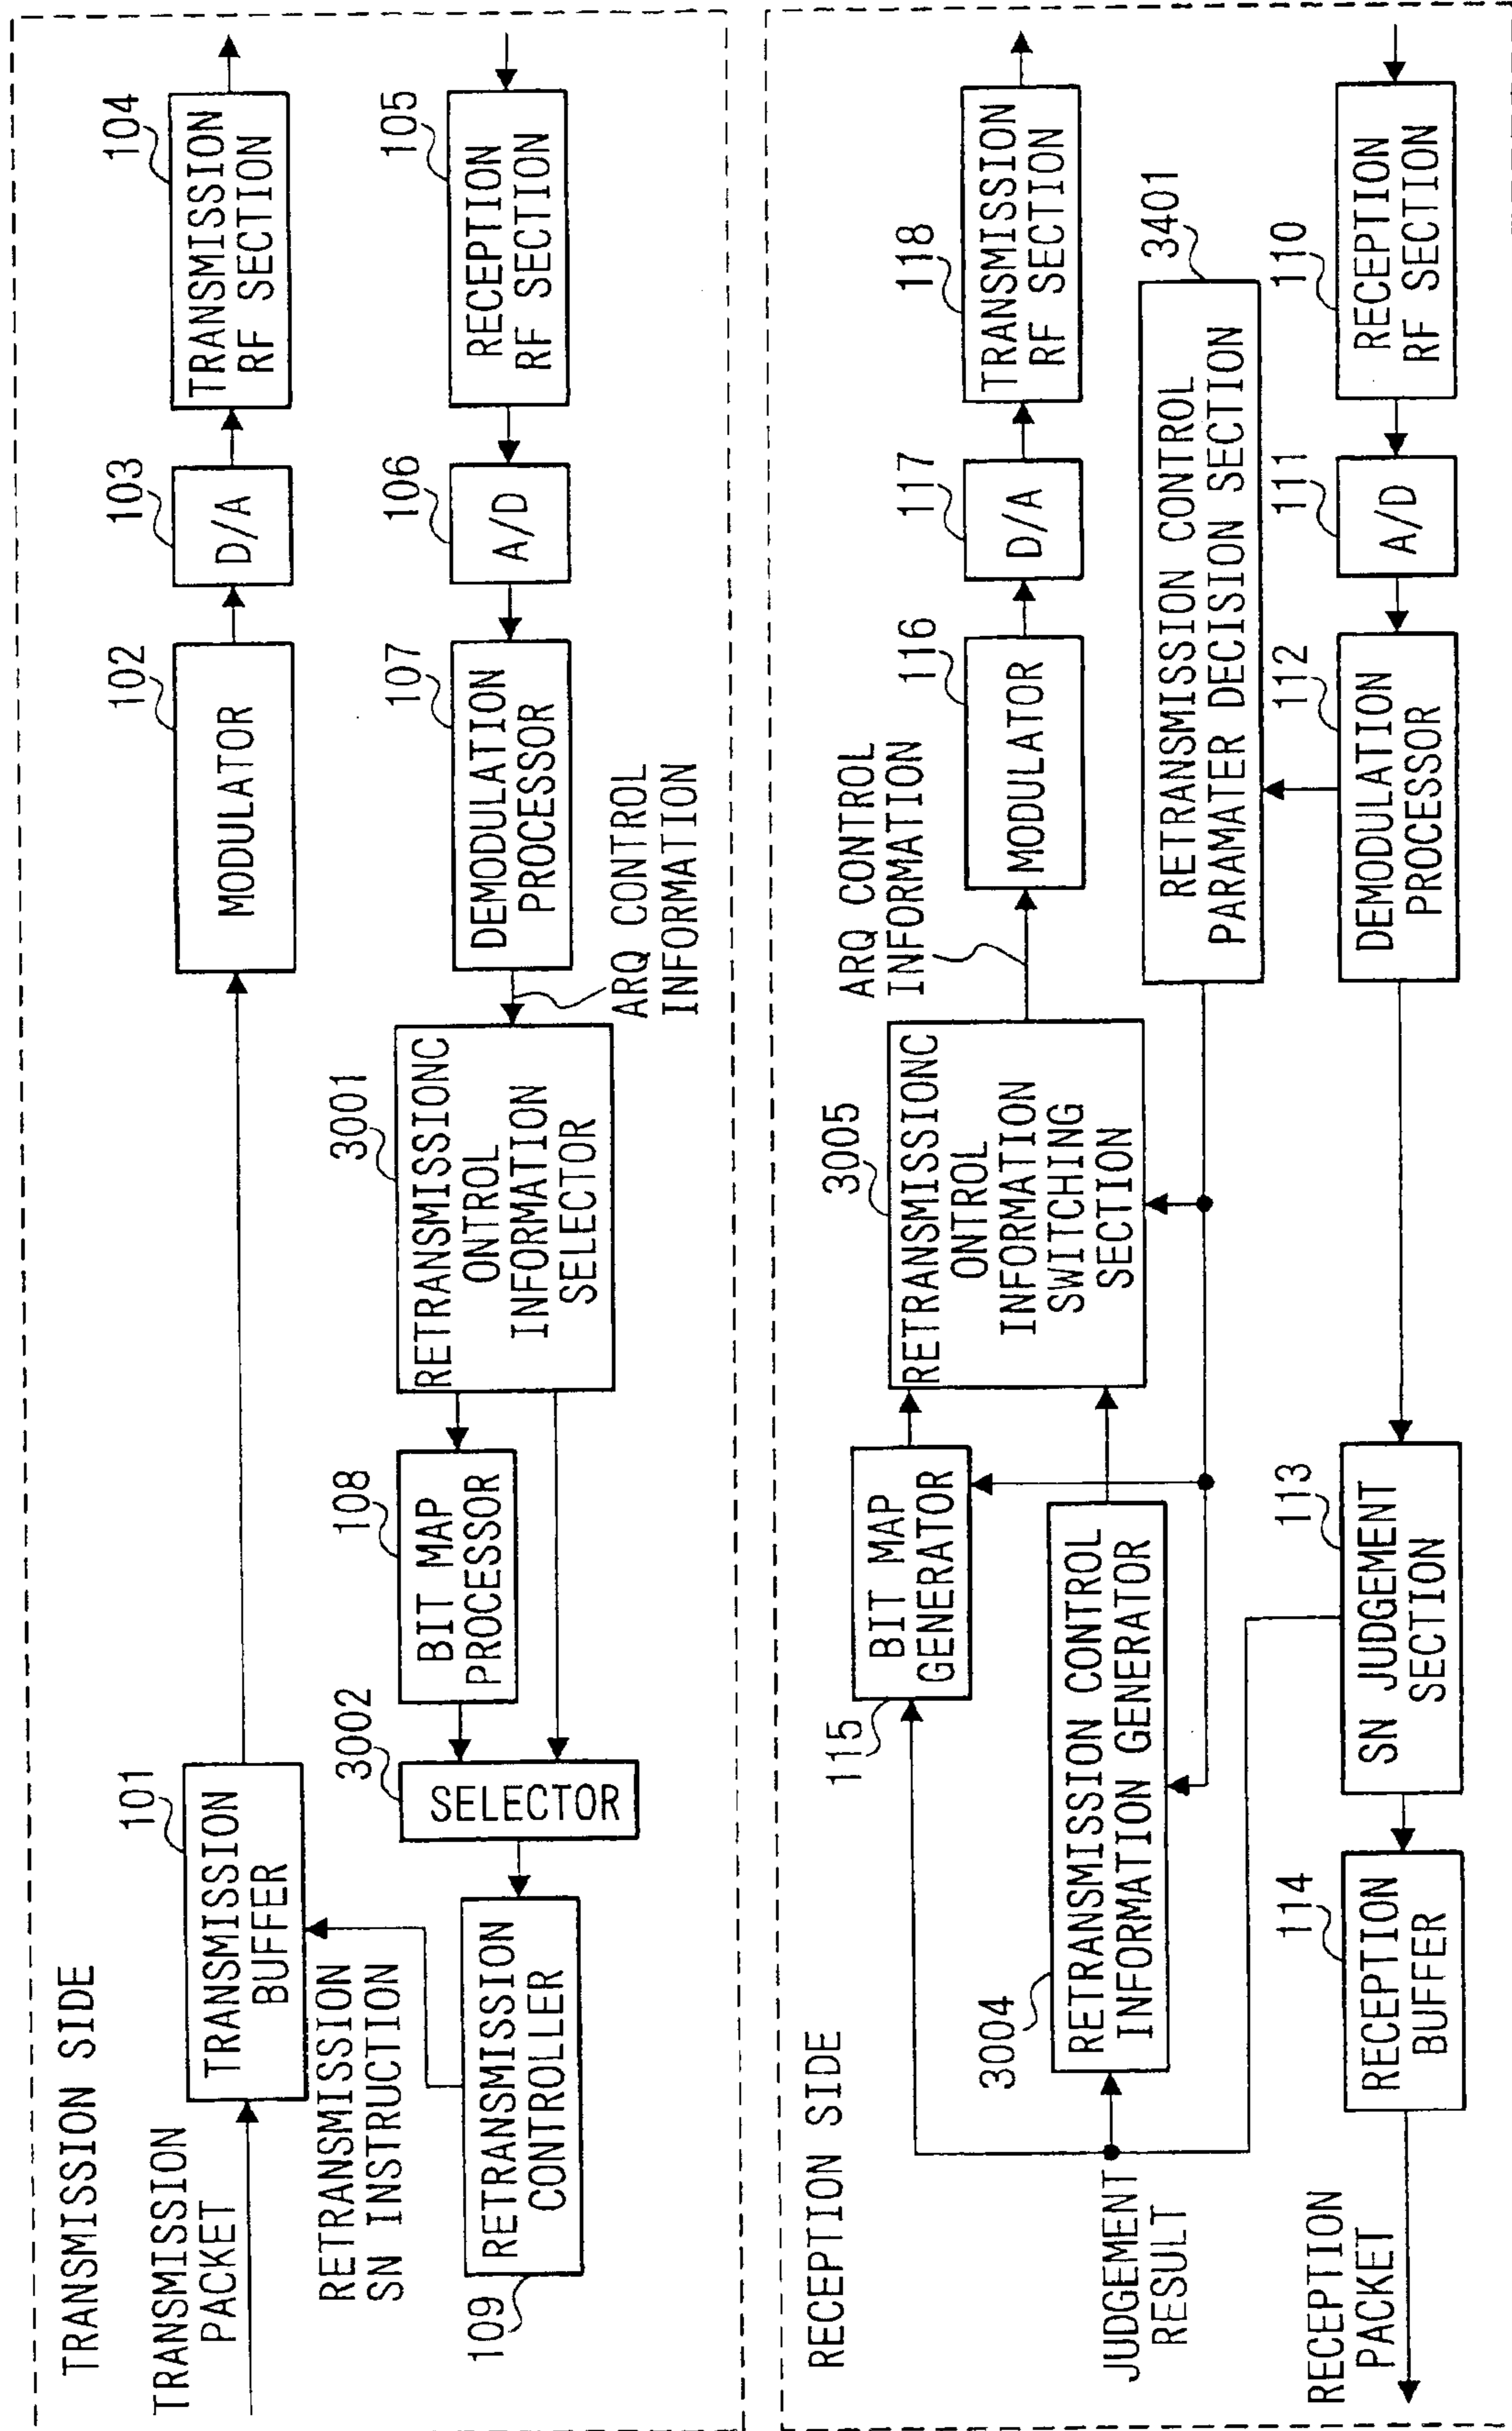 TRANSMISSION SIDE
TRANSMISSION
PACKET
101
TRANSMISSION
BUFFER
102
MODULATOR
103
D/A
104
TRANSMISSION
RF SECTION
RETRANSMISSION
SN INSTRUCTION
109
RETRANSMISSION
CONTROLLER
3002
SELECTOR
108
BIT MAP
PROCESSOR
3001
RETRANSMISSIONC
ONTROL
INFORMATION
SELECTOR
ARQ CONTROL
INFORMATION
107
DEMODULATION
PROCESSOR
106
A/D
105
RECEPTION
RF SECTION
RECEPTION SIDE
JUDGEMENT
RESULT
115
BIT MAP
GENERATOR
3004
RETRANSMISSION CONTROL
INFORMATION GENERATOR
3005
RETRANSMISSIONC
ONTROL
INFORMATION
SWITCHING
SECTION
ARQ CONTROL
INFORMATION
116
MODULATOR
117
D/A
118
TRANSMISSION
RF SECTION
3401
RETRANSMISSION CONTROL
PARAMATER DECISION SECTION
RECEPTION
PACKET
114
RECEPTION
BUFFER
113
SN JUDGEMENT
SECTION
112
DEMODULATION
PROCESSOR
111
A/D
110
RECEPTION
RF SECTION